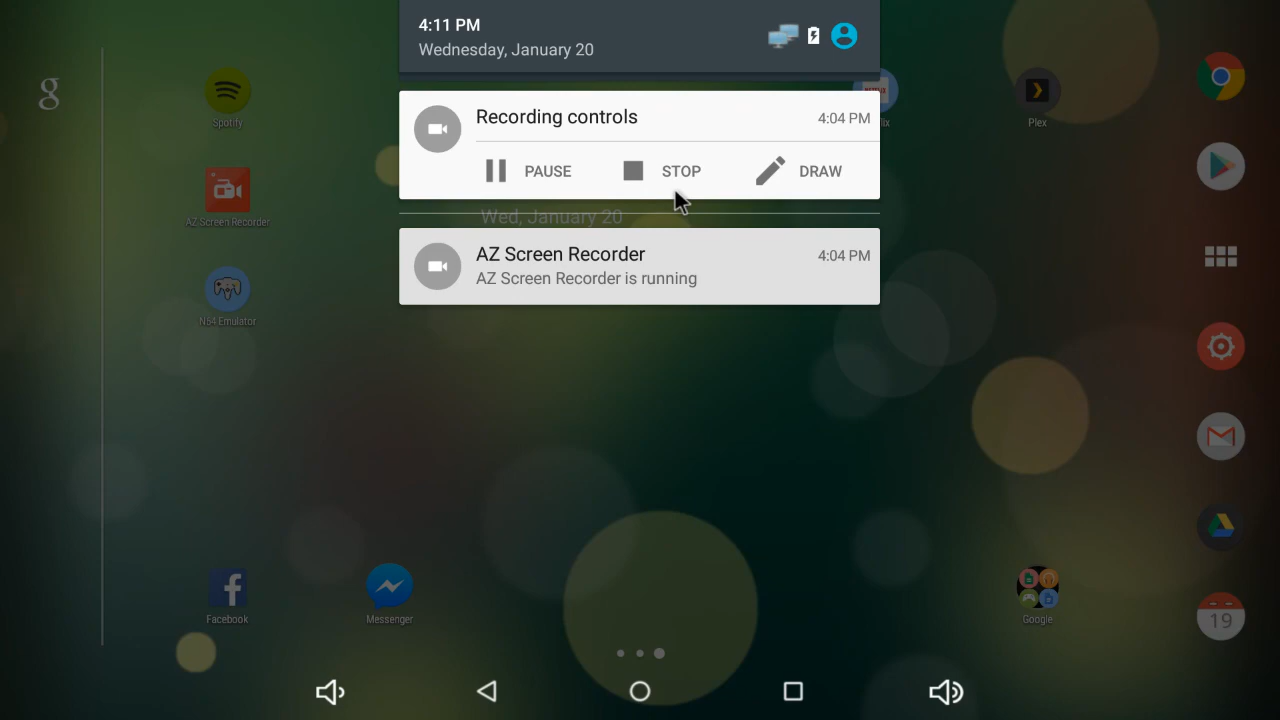 4:11 PM
Wednesday, January 20
Recording controls
4:04 PM
PAUSE
STOP
DRAW
Wed, January 20
AZ Screen Recorder
4:04 PM
AZ Screen Recorder is running
g
Spotify
Plex
AZ Screen Recorder
N64 Emulator
Facebook
Messenger
Google
19